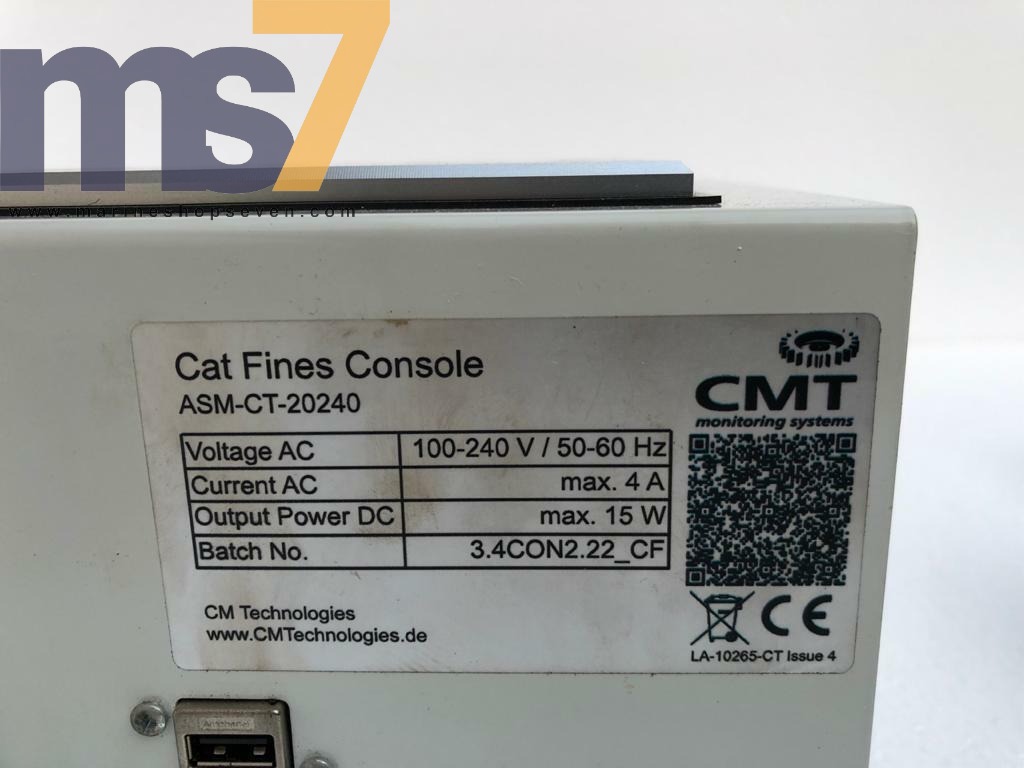 ms7
www.marineshopseven.com
Cat Fines Console
ASM-CT-20240
CMT
monitoring systems
Voltage AC 100-240 V / 50-60 Hz
Current AC max. 4 A
Output Power DC max. 15 W
Batch No. 3.4CON2.22_CF
CM Technologies
www.CMTechnologies.de
CE
LA-10265-CT Issue 4
Amphenol